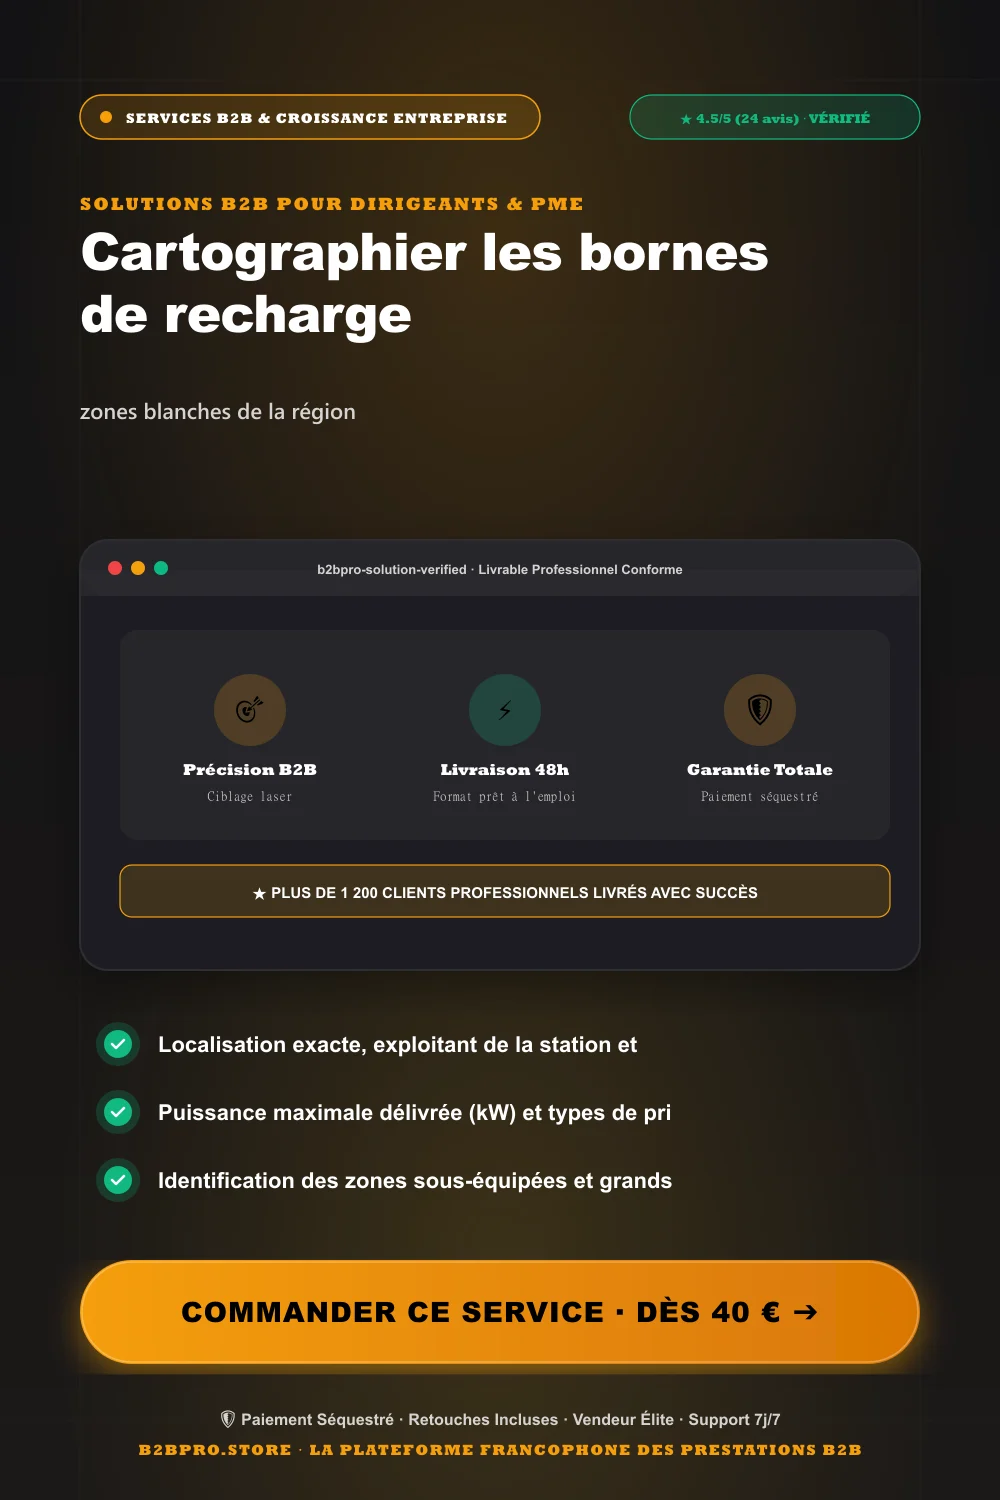 SERVICES B2B & CROISSANCE ENTREPRISE
★ 4.5/5 (24 avis) · VÉRIFIÉ
SOLUTIONS B2B POUR DIRIGEANTS & PME
Cartographier les bornes
de recharge
zones blanches de la région
b2bpro-solution-verified · Livrable Professionnel Conforme
Précision B2B
Ciblage laser
Livraison 48h
Format prêt à l'emploi
Garantie Totale
Paiement séquestré
★ PLUS DE 1 200 CLIENTS PROFESSIONNELS LIVRÉS AVEC SUCCÈS
Localisation exacte, exploitant de la station et
Puissance maximale délivrée (kW) et types de pri
Identification des zones sous-équipées et grands
COMMANDER CE SERVICE · DÈS 40 € ➔
Paiement Séquestré · Retouches Incluses · Vendeur Élite · Support 7j/7
B2BPRO.STORE · LA PLATEFORME FRANCOPHONE DES PRESTATIONS B2B